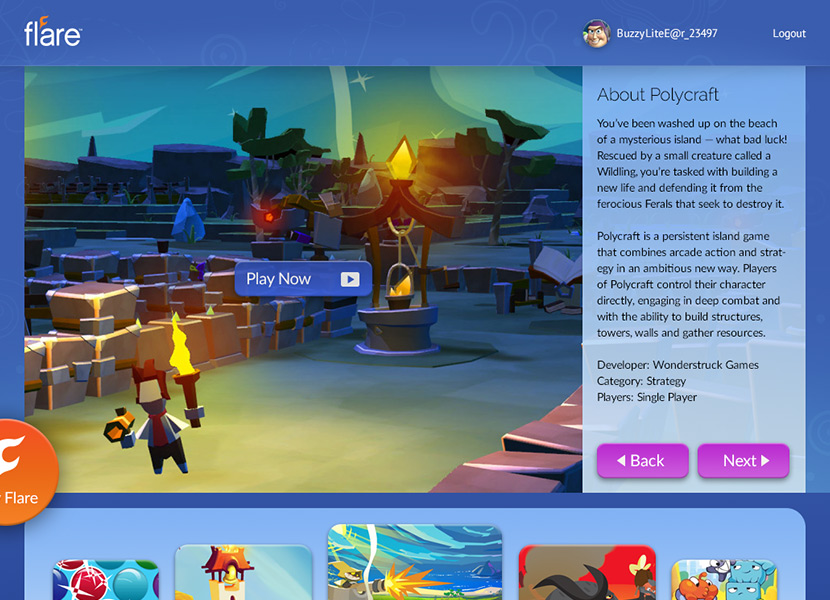 flare
BuzzyLiteE@r_23497
Logout
Play Now
Flare
About Polycraft
You've been washed up on the beach
of a mysterious island — what bad luck!
Rescued by a small creature called a
Wildling, you're tasked with building a
new life and defending it from the
ferocious Ferals that seek to destroy it.
Polycraft is a persistent island game
that combines arcade action and strat-
egy in an ambitious new way. Players
of Polycraft control their character
directly, engaging in deep combat and
with the ability to build structures,
towers, walls and gather resources.
Developer: Wonderstruck Games
Category: Strategy
Players: Single Player
Back
Next